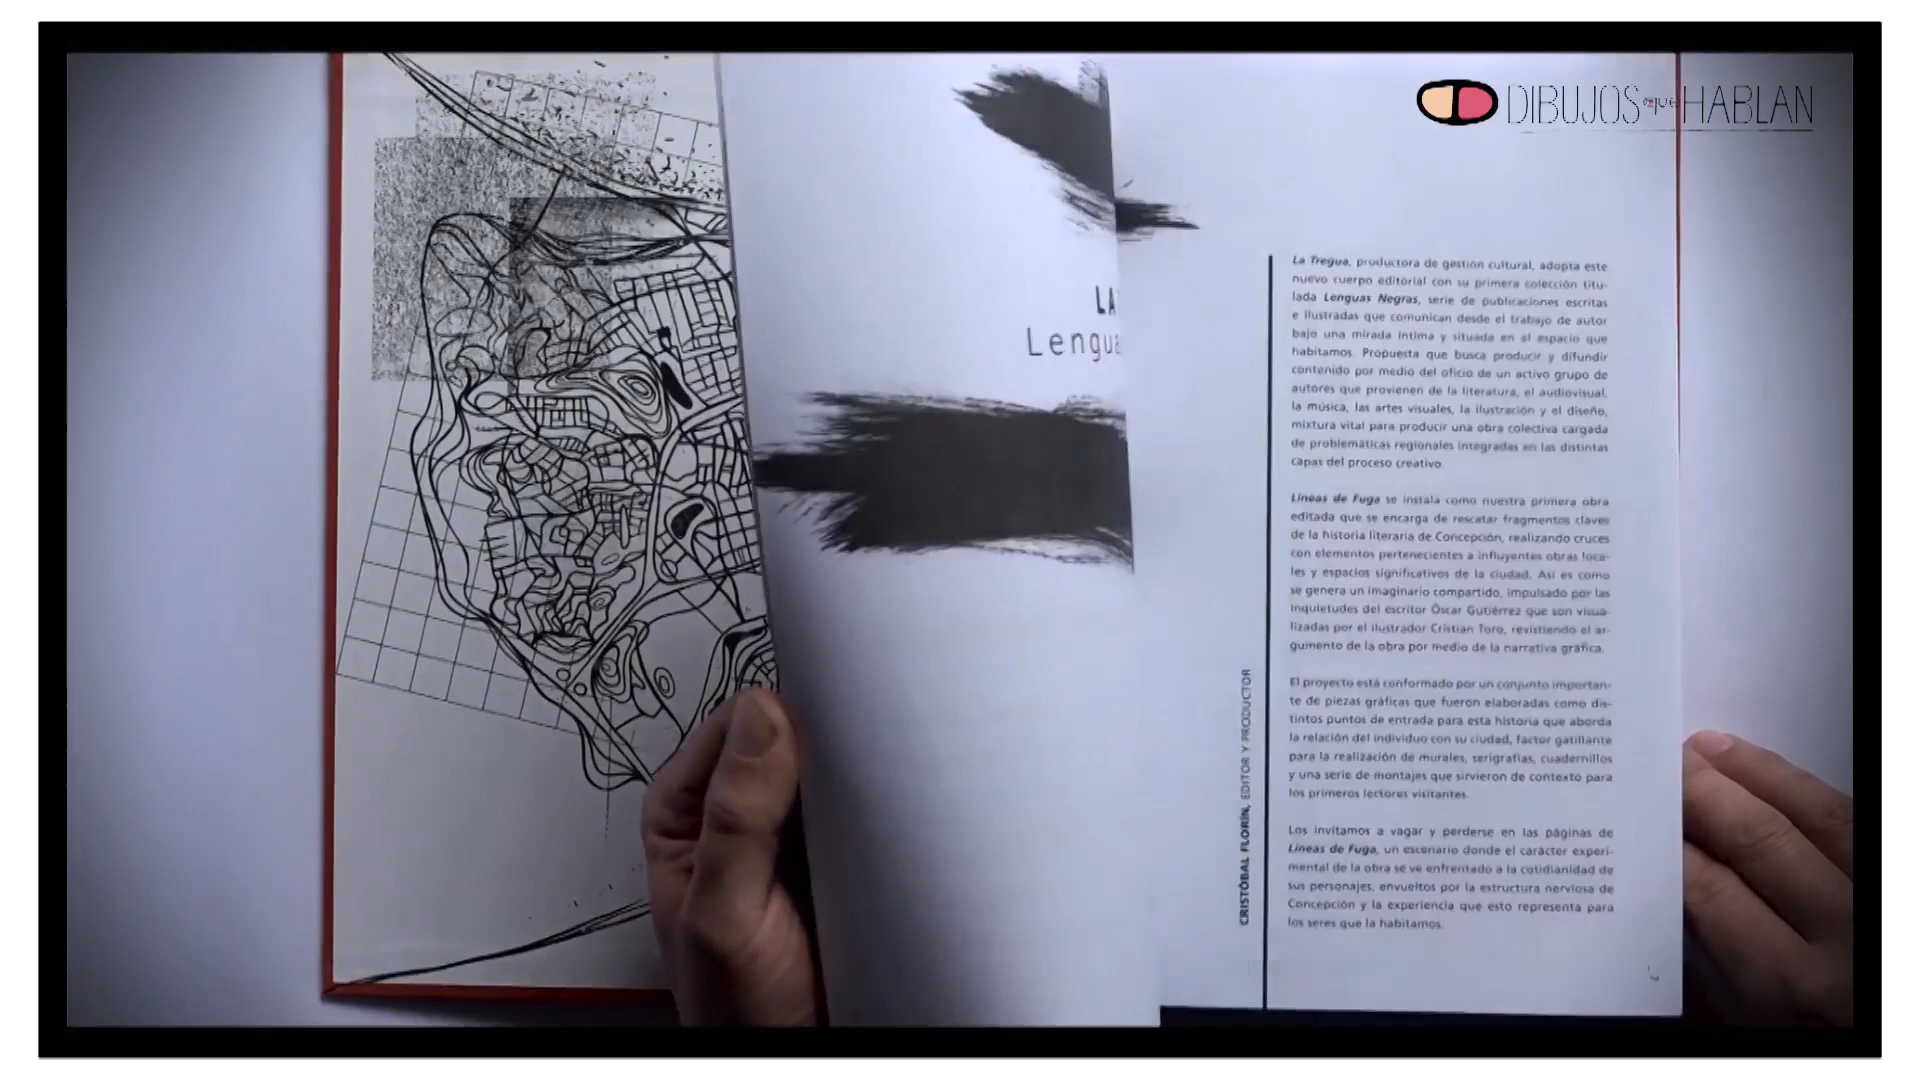 DIBUJOS que HABLAN
LA
Lengua
La Tregua, productora de gestión cultural, adopta este
nuevo cuerpo editorial con su primera colección titu-
lada Lenguas Negras, serie de publicaciones escritas
e ilustradas que comunican desde el trabajo de autor
bajo una mirada íntima y situada en el espacio que
habitamos. Propuesta que busca producir y difundir
contenido por medio del oficio de un activo grupo de
autores que provienen de la literatura, el audiovisual,
la música, las artes visuales, la ilustración y el diseño,
mixtura vital para producir una obra colectiva cargada
de problemáticas regionales integradas en las distintas
capas del proceso creativo.
Líneas de Fuga se instala como nuestra primera obra
editada que se encarga de rescatar fragmentos claves
de la historia literaria de Concepción, realizando cruces
con elementos pertenecientes a influyentes obras loca-
les y espacios significativos de la ciudad. Así es como
se genera un imaginario compartido, impulsado por las
inquietudes del escritor Óscar Gutiérrez que son visua-
lizadas por el ilustrador Cristian Toro, revistiendo el ar-
gumento de la obra por medio de la narrativa gráfica.
El proyecto está conformado por un conjunto importan-
te de piezas gráficas que fueron elaboradas como dis-
tintos puntos de entrada para esta historia que aborda
la relación del individuo con su ciudad, factor gatillante
para la realización de murales, serigrafías, cuadernillos
y una serie de montajes que sirvieron de contexto para
los primeros lectores visitantes.
Los invitamos a vagar y perderse en las páginas de
Líneas de Fuga, un escenario donde el carácter experi-
mental de la obra se ve enfrentado a la cotidianidad de
sus personajes, envueltos por la estructura nerviosa de
Concepción y la experiencia que esto representa para
los seres que la habitamos.
CRISTÓBAL FLORÍN, EDITOR Y PRODUCTOR